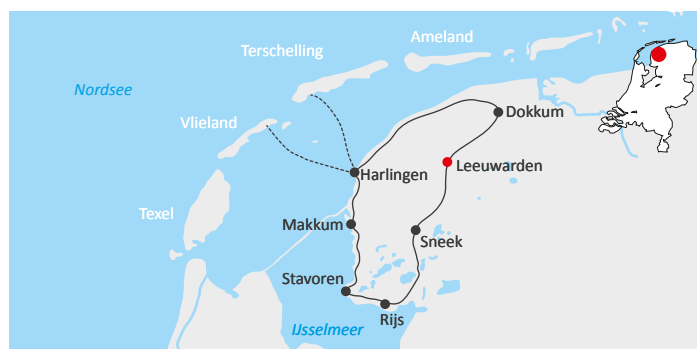 Ameland
Terschelling
Nordsee
Dokkum
Vlieland
Leeuwarden
Harlingen
Texel
Makkum
Sneek
Stavoren
Rijs
IJsselmeer